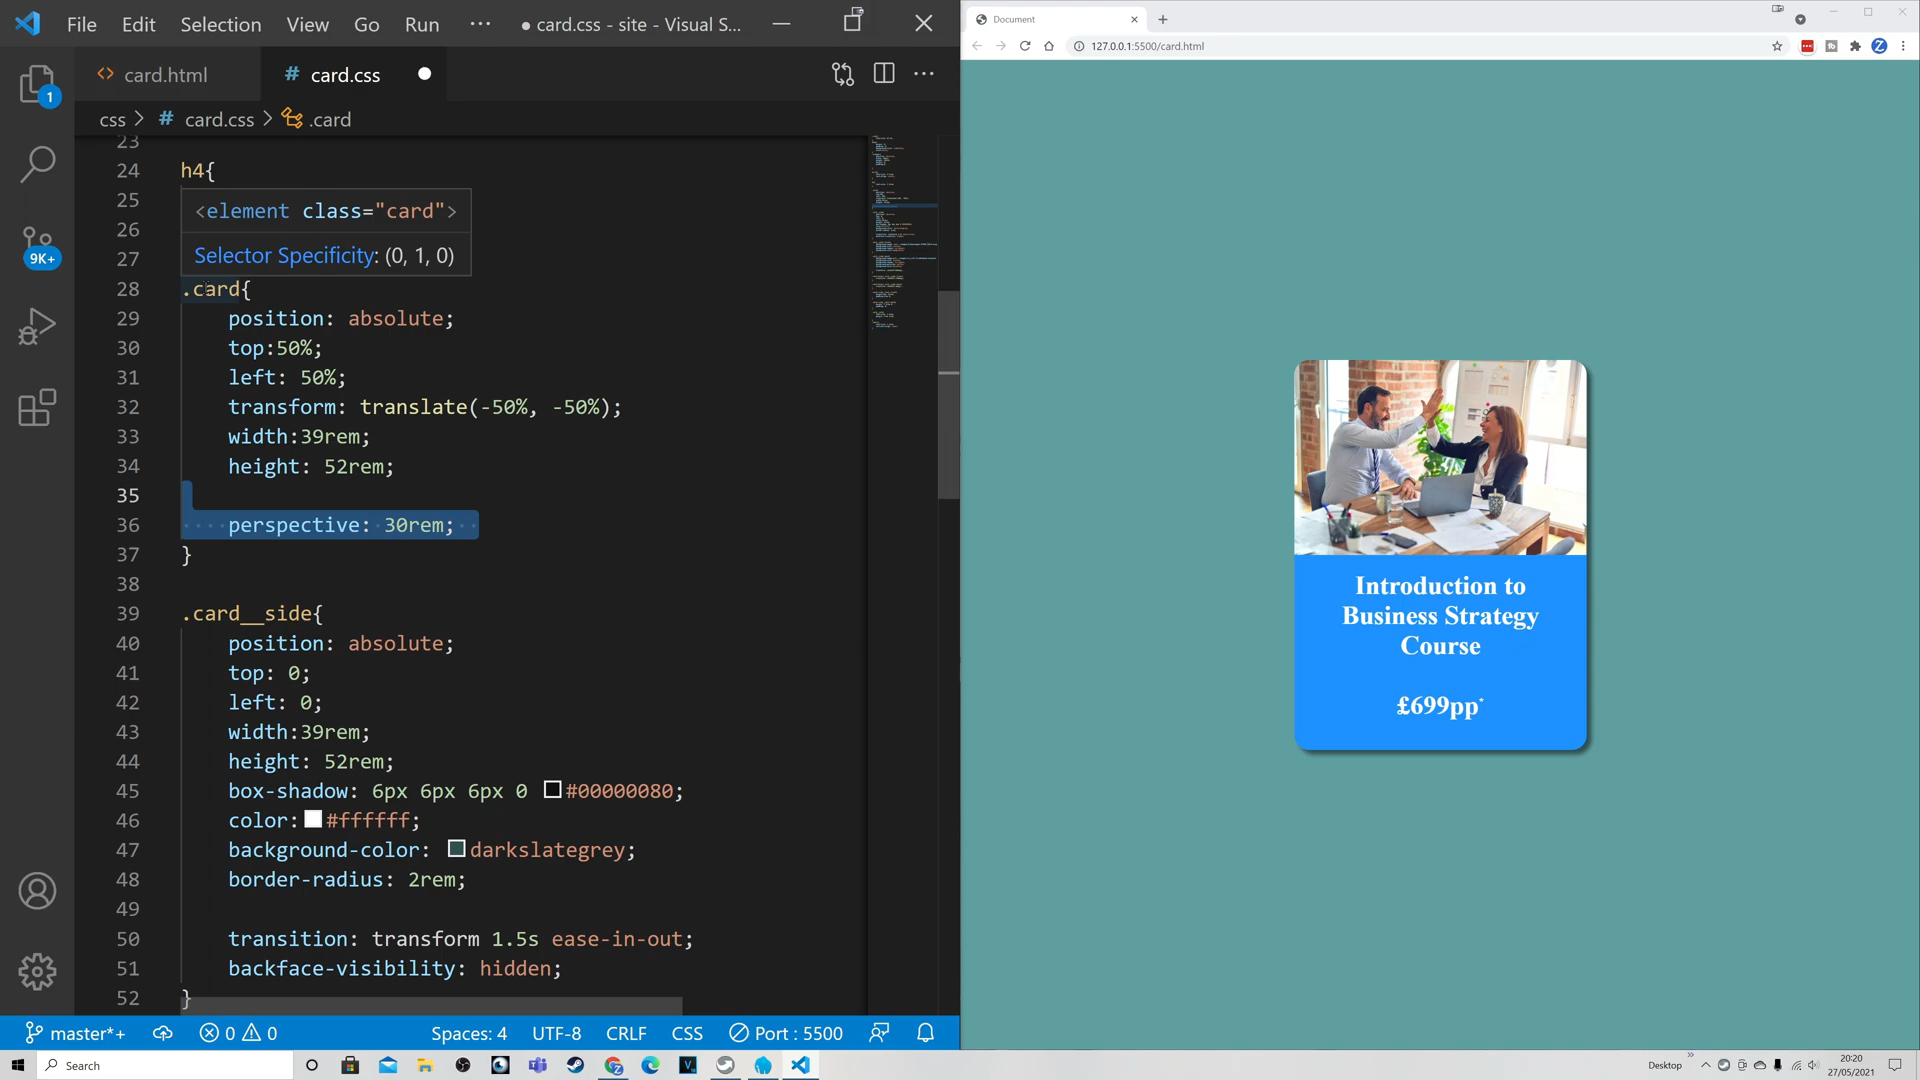 File Edit Selection View Go Run ··· ● card.css - site - Visual S...
card.html
# card.css
css > # card.css > .card
23
24 h4{
25
26
27
<element class="card">
Selector Specificity: (0, 1, 0)
28 .card{
29 position: absolute;
30 top:50%;
31 left: 50%;
32 transform: translate(-50%, -50%);
33 width:39rem;
34 height: 52rem;
35
36 perspective: 30rem;
37 }
38
39 .card__side{
40 position: absolute;
41 top: 0;
42 left: 0;
43 width:39rem;
44 height: 52rem;
45 box-shadow: 6px 6px 6px 0 #00000080;
46 color: #ffffff;
47 background-color: darkslategrey;
48 border-radius: 2rem;
49
50 transition: transform 1.5s ease-in-out;
51 backface-visibility: hidden;
52 }
1
9K+
master*+ 0 0 Spaces: 4 UTF-8 CRLF CSS Port : 5500
Document
127.0.0.1:5500/card.html
Introduction to
Business Strategy
Course
£699pp*
Search
Desktop
20:20
27/05/2021